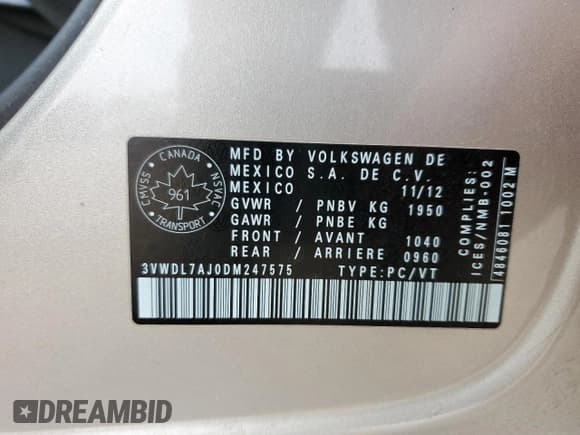 CMVSS CANADA NSVAC
961
TRANSPORT
MFD BY VOLKSWAGEN DE
MEXICO S.A. DE C.V.
MEXICO 11/12
GVWR / PNBV KG 1950
GAWR / PNBE KG
FRONT / AVANT 1040
REAR / ARRIERE 0960
3VWDL7AJ0DM247575 TYPE:PC/VT
COMPLIES:
ICES/NMB-002
4846081 1002 M
DREAMBID